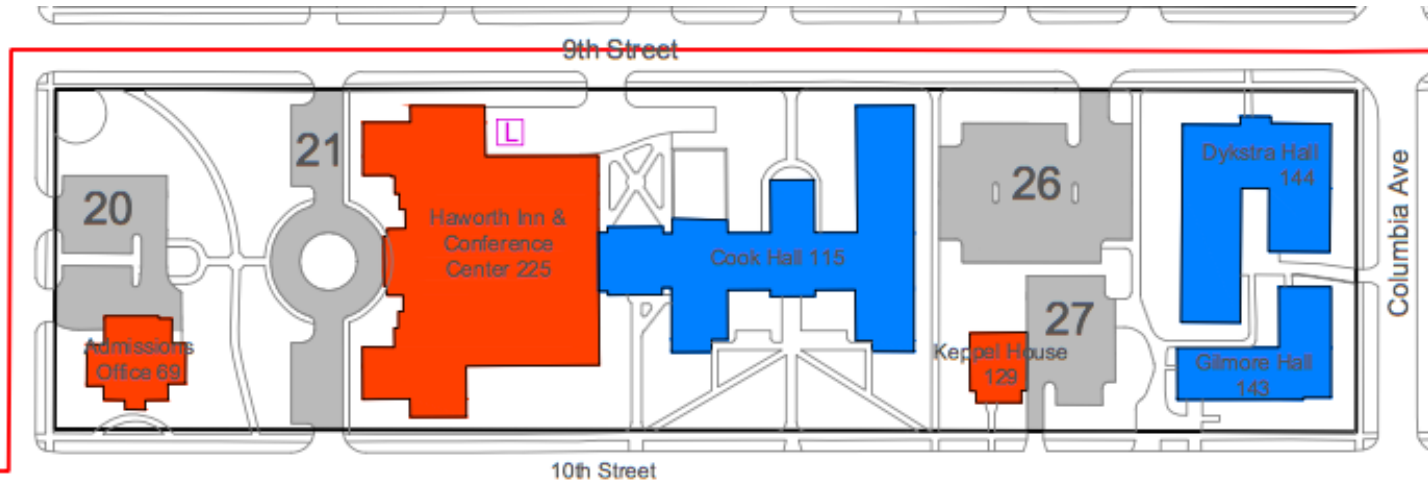 9th Street
21
L
Dykstra Hall
144
26
20
Haworth Inn &
Conference
Center 225
Cook Hall 115
Columbia Ave
27
Admissions
Office 69
Keppel House
129
Gilmore Hall
143
10th Street